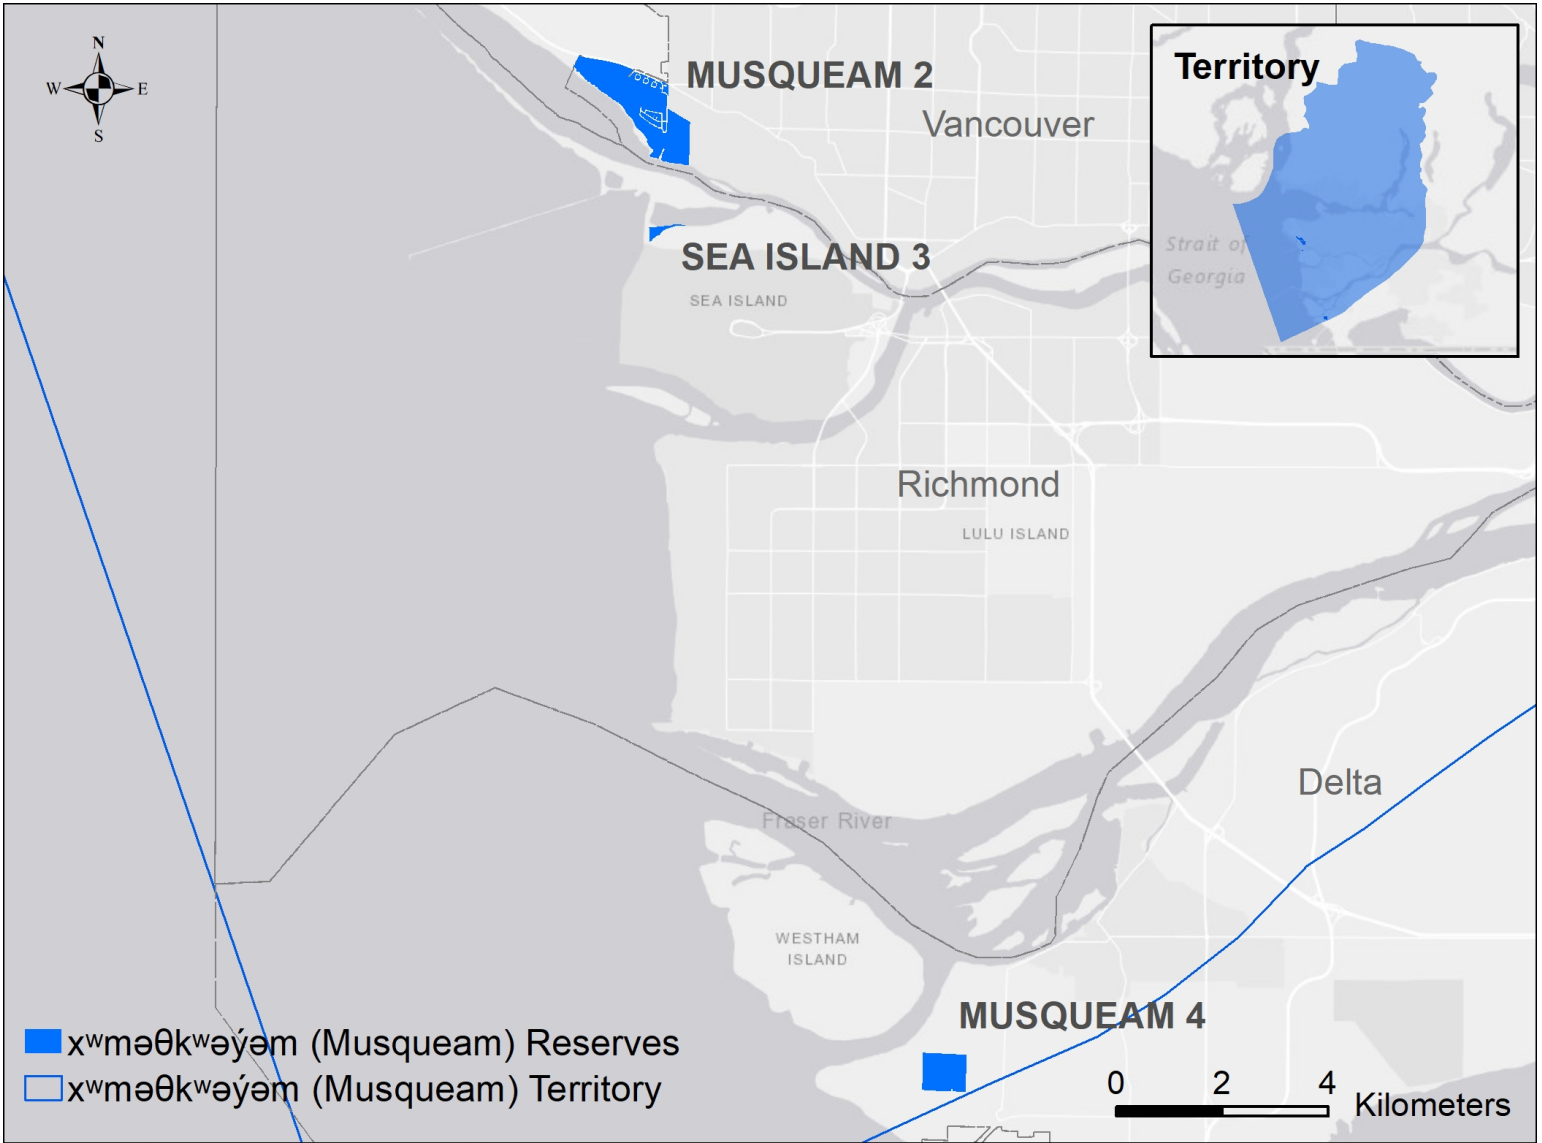 N
W E
S
MUSQUEAM 2
Vancouver
Territory
Strait of
Georgia
SEA ISLAND 3
SEA ISLAND
Richmond
LULU ISLAND
Delta
Fraser River
WESTHAM
ISLAND
MUSQUEAM 4
xʷməθkʷəy̓əm (Musqueam) Reserves
xʷməθkʷəy̓əm (Musqueam) Territory
0 2 4
Kilometers